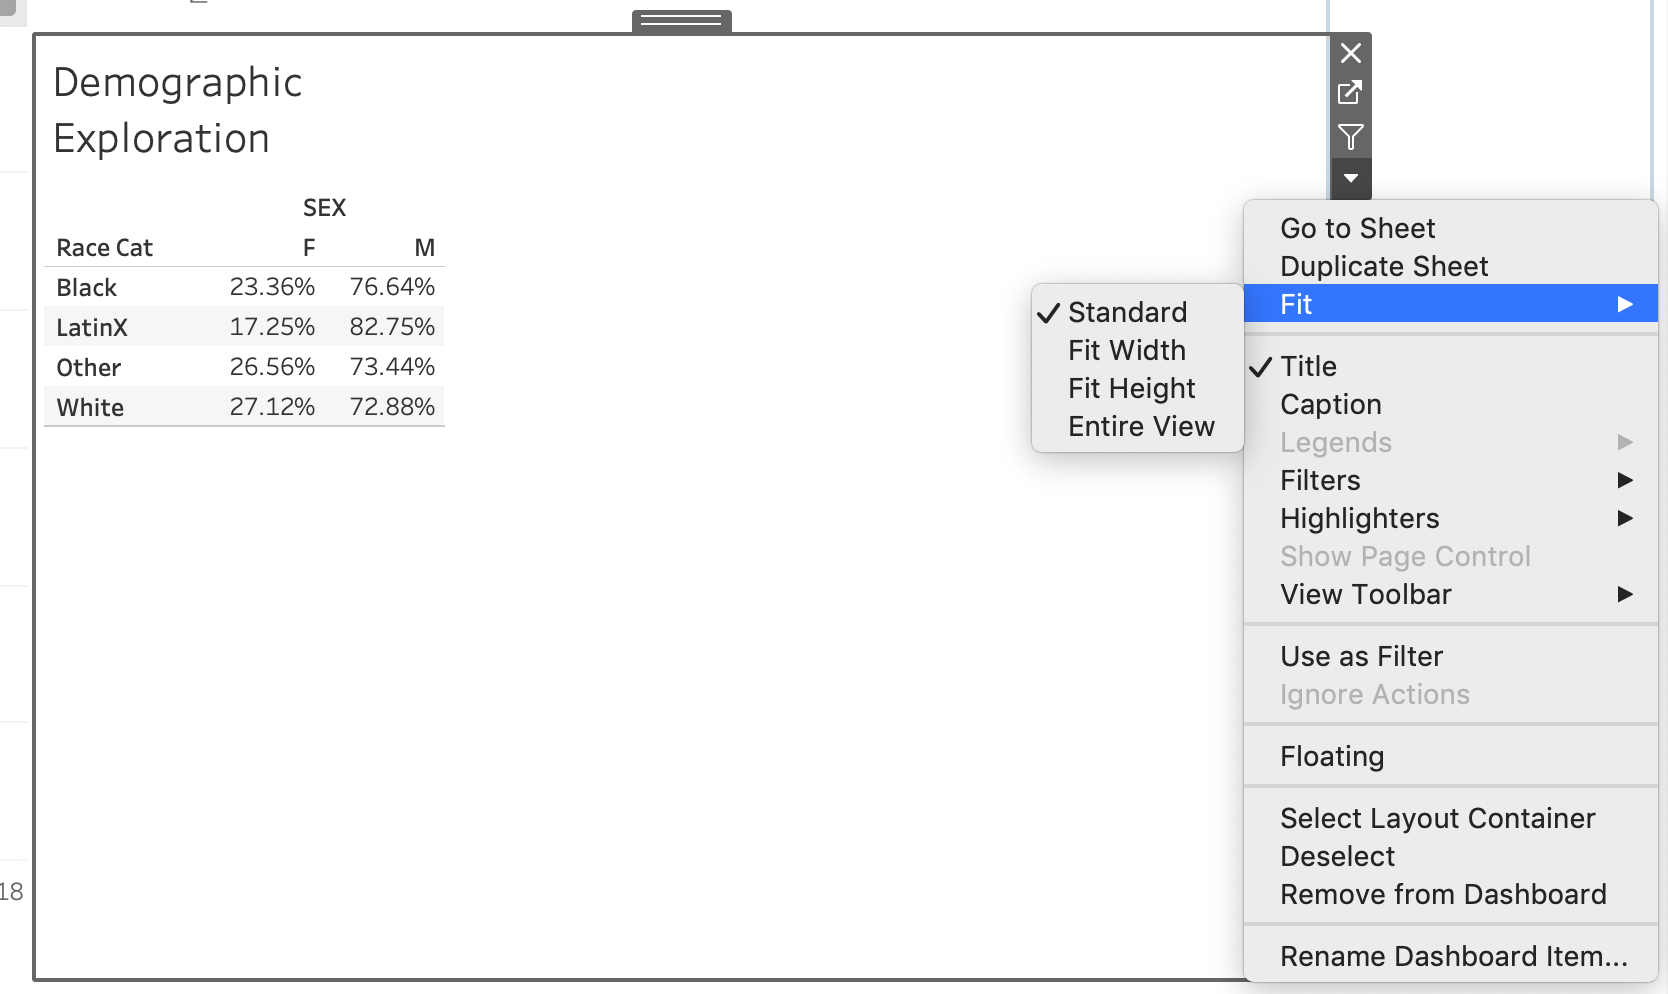 Demographic
Exploration
SEX
Race Cat F M
Black 23.36% 76.64%
LatinX 17.25% 82.75%
Other 26.56% 73.44%
White 27.12% 72.88%
18
Standard
Fit Width
Fit Height
Entire View
Go to Sheet
Duplicate Sheet
Fit
Title
Caption
Legends
Filters
Highlighters
Show Page Control
View Toolbar
Use as Filter
Ignore Actions
Floating
Select Layout Container
Deselect
Remove from Dashboard
Rename Dashboard Item...